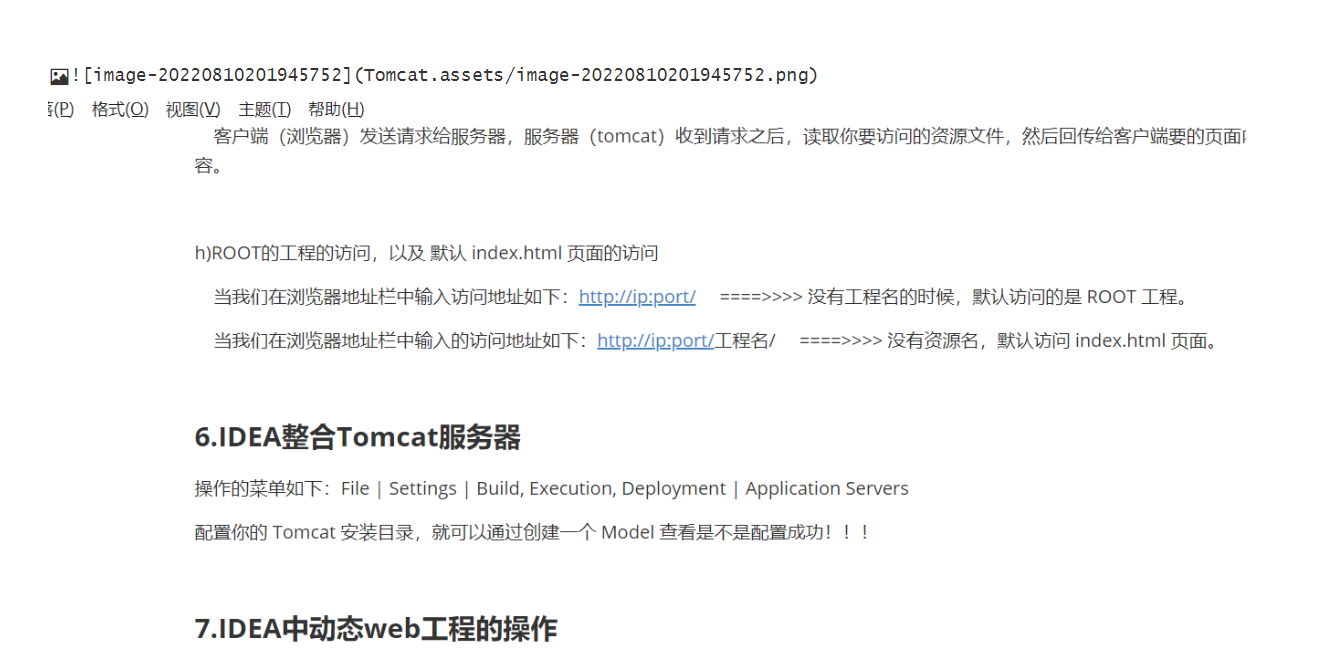 ![image-20220810201945752](Tomcat.assets/image-20220810201945752.png)
(P) 格式(O) 视图(V) 主题(T) 帮助(H)
客户端（浏览器）发送请求给服务器，服务器（tomcat）收到请求之后，读取你要访问的资源文件，然后回传给客户端要的页面内
容。
h)ROOT的工程的访问，以及 默认 index.html 页面的访问
当我们在浏览器地址栏中输入访问地址如下：http://ip:port/ ====>>>> 没有工程名的时候，默认访问的是 ROOT 工程。
当我们在浏览器地址栏中输入的访问地址如下：http://ip:port/工程名/ ====>>>> 没有资源名，默认访问 index.html 页面。
6.IDEA整合Tomcat服务器
操作的菜单如下：File | Settings | Build, Execution, Deployment | Application Servers
配置你的 Tomcat 安装目录，就可以通过创建一个 Model 查看是不是配置成功！！！
7.IDEA中动态web工程的操作